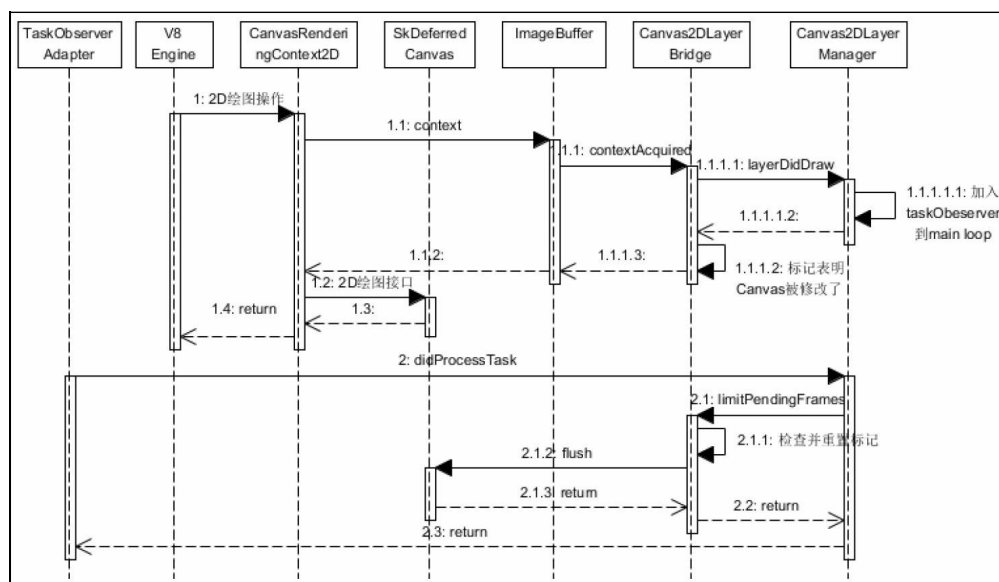 TaskObserver
Adapter
V8
Engine
CanvasRenderi
ngContext2D
SkDeferred
Canvas
ImageBuffer
Canvas2DLayer
Bridge
Canvas2DLayer
Manager
1: 2D绘图操作
1.1: context
1.1.1: contextAcquired
1.1.1.1: layerDidDraw
1.1.1.1.1: 加入
taskObeserver
到main loop
1.1.1.1.2:
1.1.1.2: 标记表明
Canvas被修改了
1.1.1.3:
1.1.2:
1.2: 2D绘图接口
1.3:
1.4: return
2: didProcessTask
2.1: limitPendingFrames
2.1.1: 检查并重置标记
2.1.2: flush
2.1.3: return
2.2: return
2.3: return